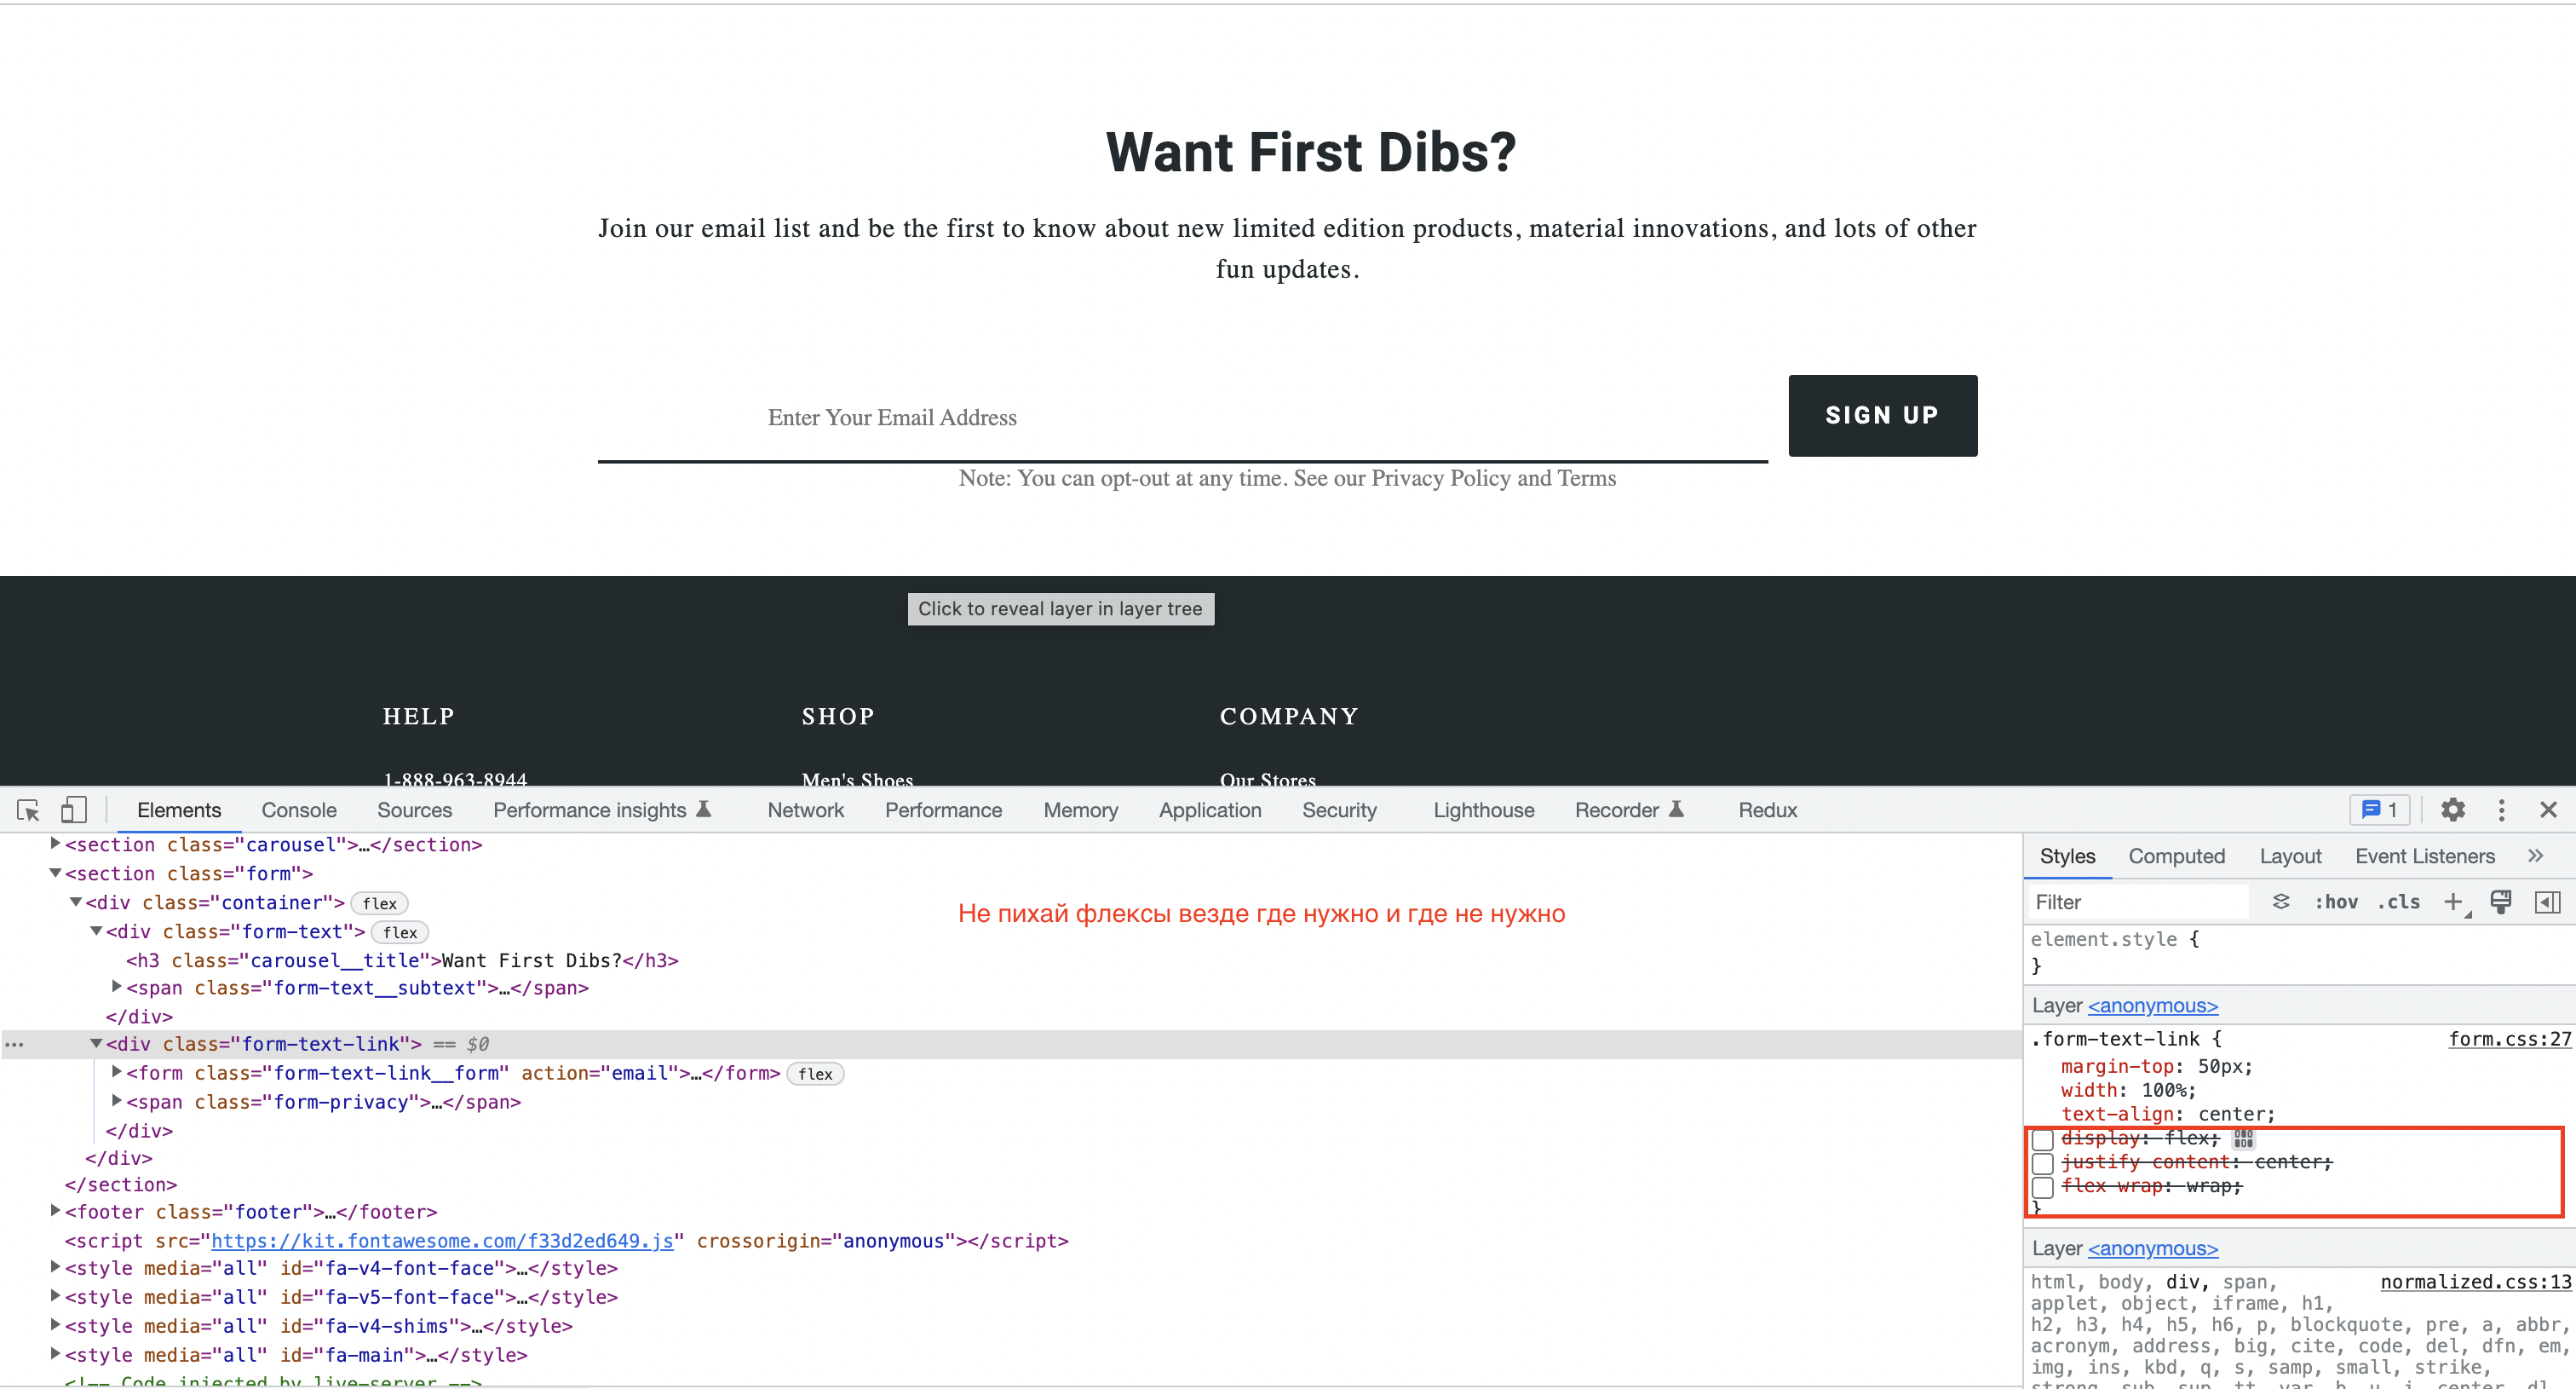 Want First Dibs?
Join our email list and be the first to know about new limited edition products, material innovations, and lots of other
fun updates.
Enter Your Email Address
SIGN UP
Note: You can opt-out at any time. See our Privacy Policy and Terms
Click to reveal layer in layer tree
HELP
SHOP
COMPANY
1-888-963-8944
Men's Shoes
Our Stores
Elements
Console
Sources
Performance insights
Network
Performance
Memory
Application
Security
Lighthouse
Recorder
Redux
1
<section class="carousel">…</section>
<section class="form">
<div class="container"> flex
<div class="form-text"> flex
<h3 class="carousel__title">Want First Dibs?</h3>
<span class="form-text__subtext">…</span>
</div>
<div class="form-text-link"> == $0
<form class="form-text-link__form" action="email">…</form> flex
<span class="form-privacy">…</span>
</div>
</div>
</section>
<footer class="footer">…</footer>
<script src="https://kit.fontawesome.com/f33d2ed649.js" crossorigin="anonymous"></script>
<style media="all" id="fa-v4-font-face">…</style>
<style media="all" id="fa-v5-font-face">…</style>
<style media="all" id="fa-v4-shims">…</style>
<style media="all" id="fa-main">…</style>
<!-- Code injected by live-server -->
Не пихай флексы везде где нужно и где не нужно
Styles
Computed
Layout
Event Listeners
Filter
:hov
.cls
element.style {
}
Layer <anonymous>
.form-text-link {
form.css:27
margin-top: 50px;
width: 100%;
text-align: center;
display: flex;
justify-content: center;
flex-wrap: wrap;
}
Layer <anonymous>
html, body, div, span,
normalized.css:13
applet, object, iframe, h1,
h2, h3, h4, h5, h6, p, blockquote, pre, a, abbr,
acronym, address, big, cite, code, del, dfn, em,
img, ins, kbd, q, s, samp, small, strike,
strong, sub, sup, tt, var, b, u, i, center, dl,